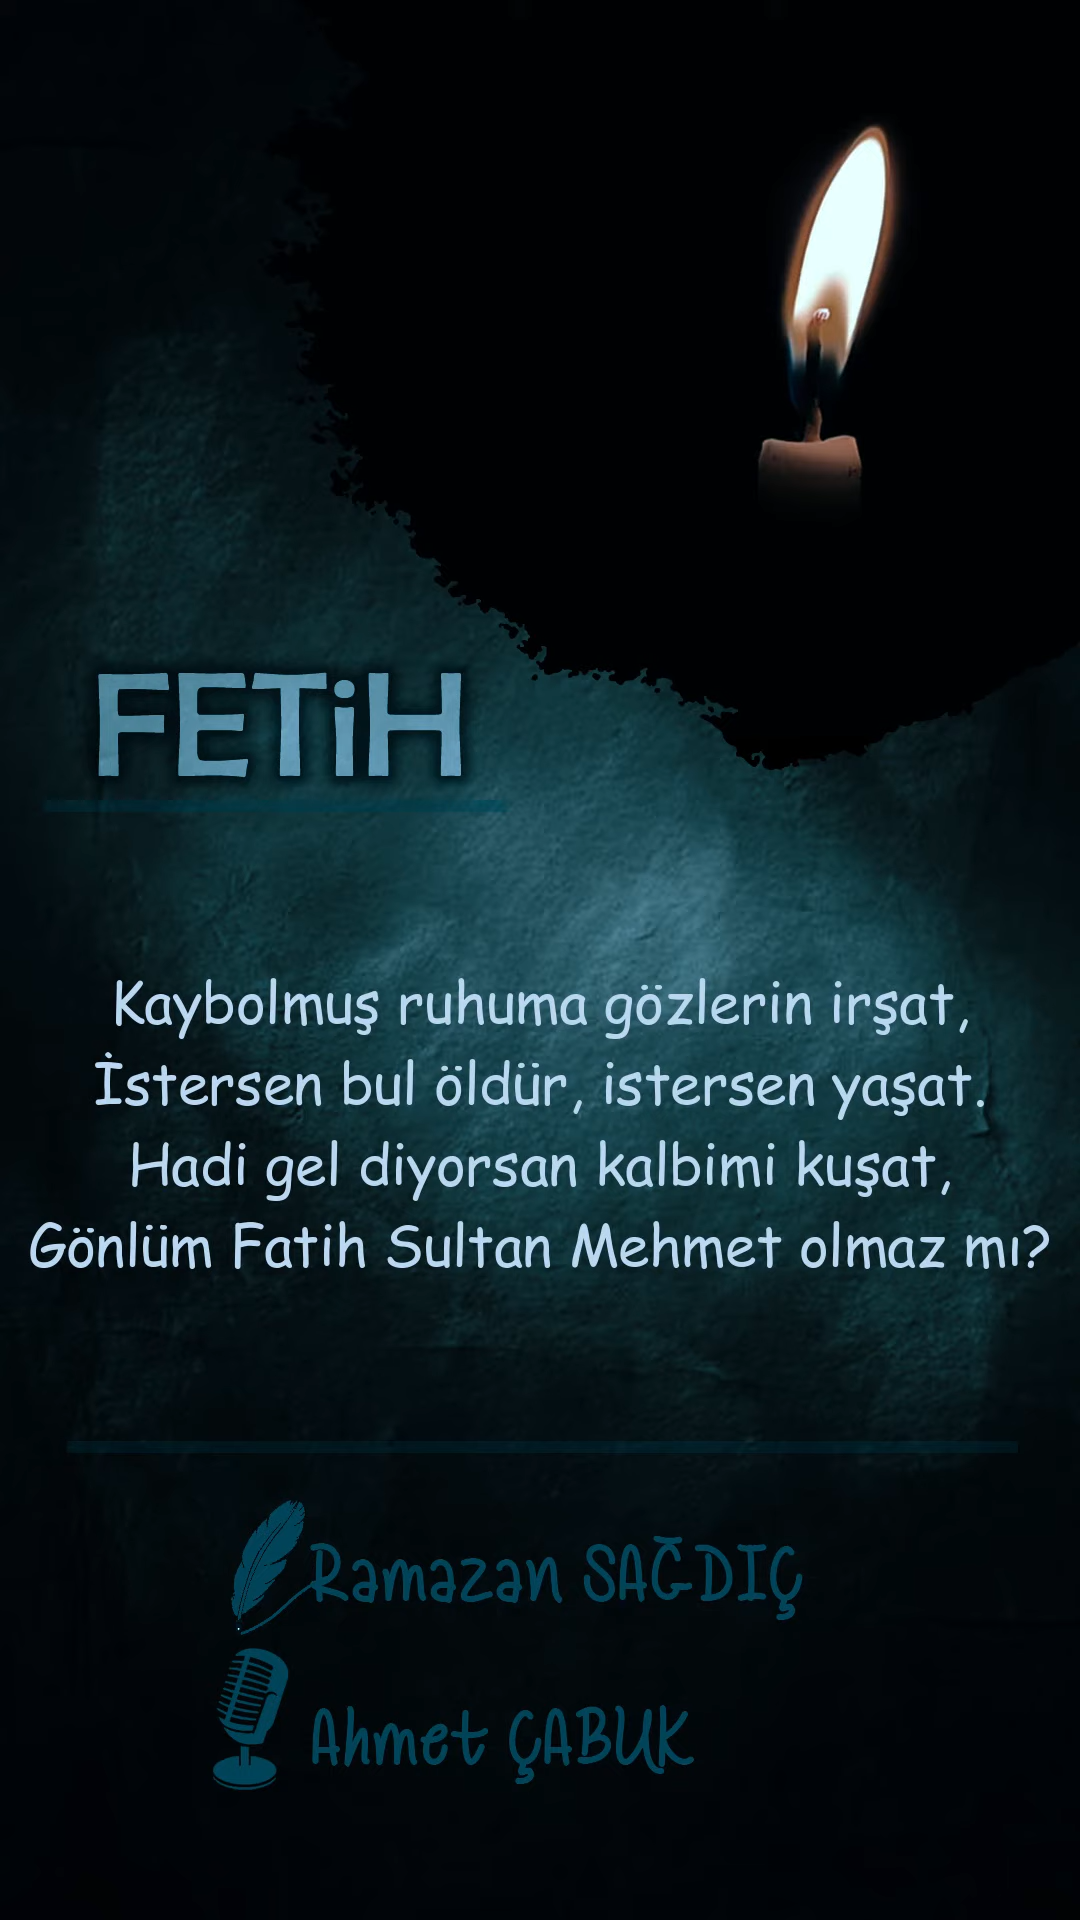 FETiH
Kaybolmuş ruhuma gözlerin irşat,
İstersen bul öldür, istersen yaşat.
Hadi gel diyorsan kalbimi kuşat,
Gönlüm Fatih Sultan Mehmet olmaz mı?
Ramazan SAĞDIÇ
Ahmet ÇABUK